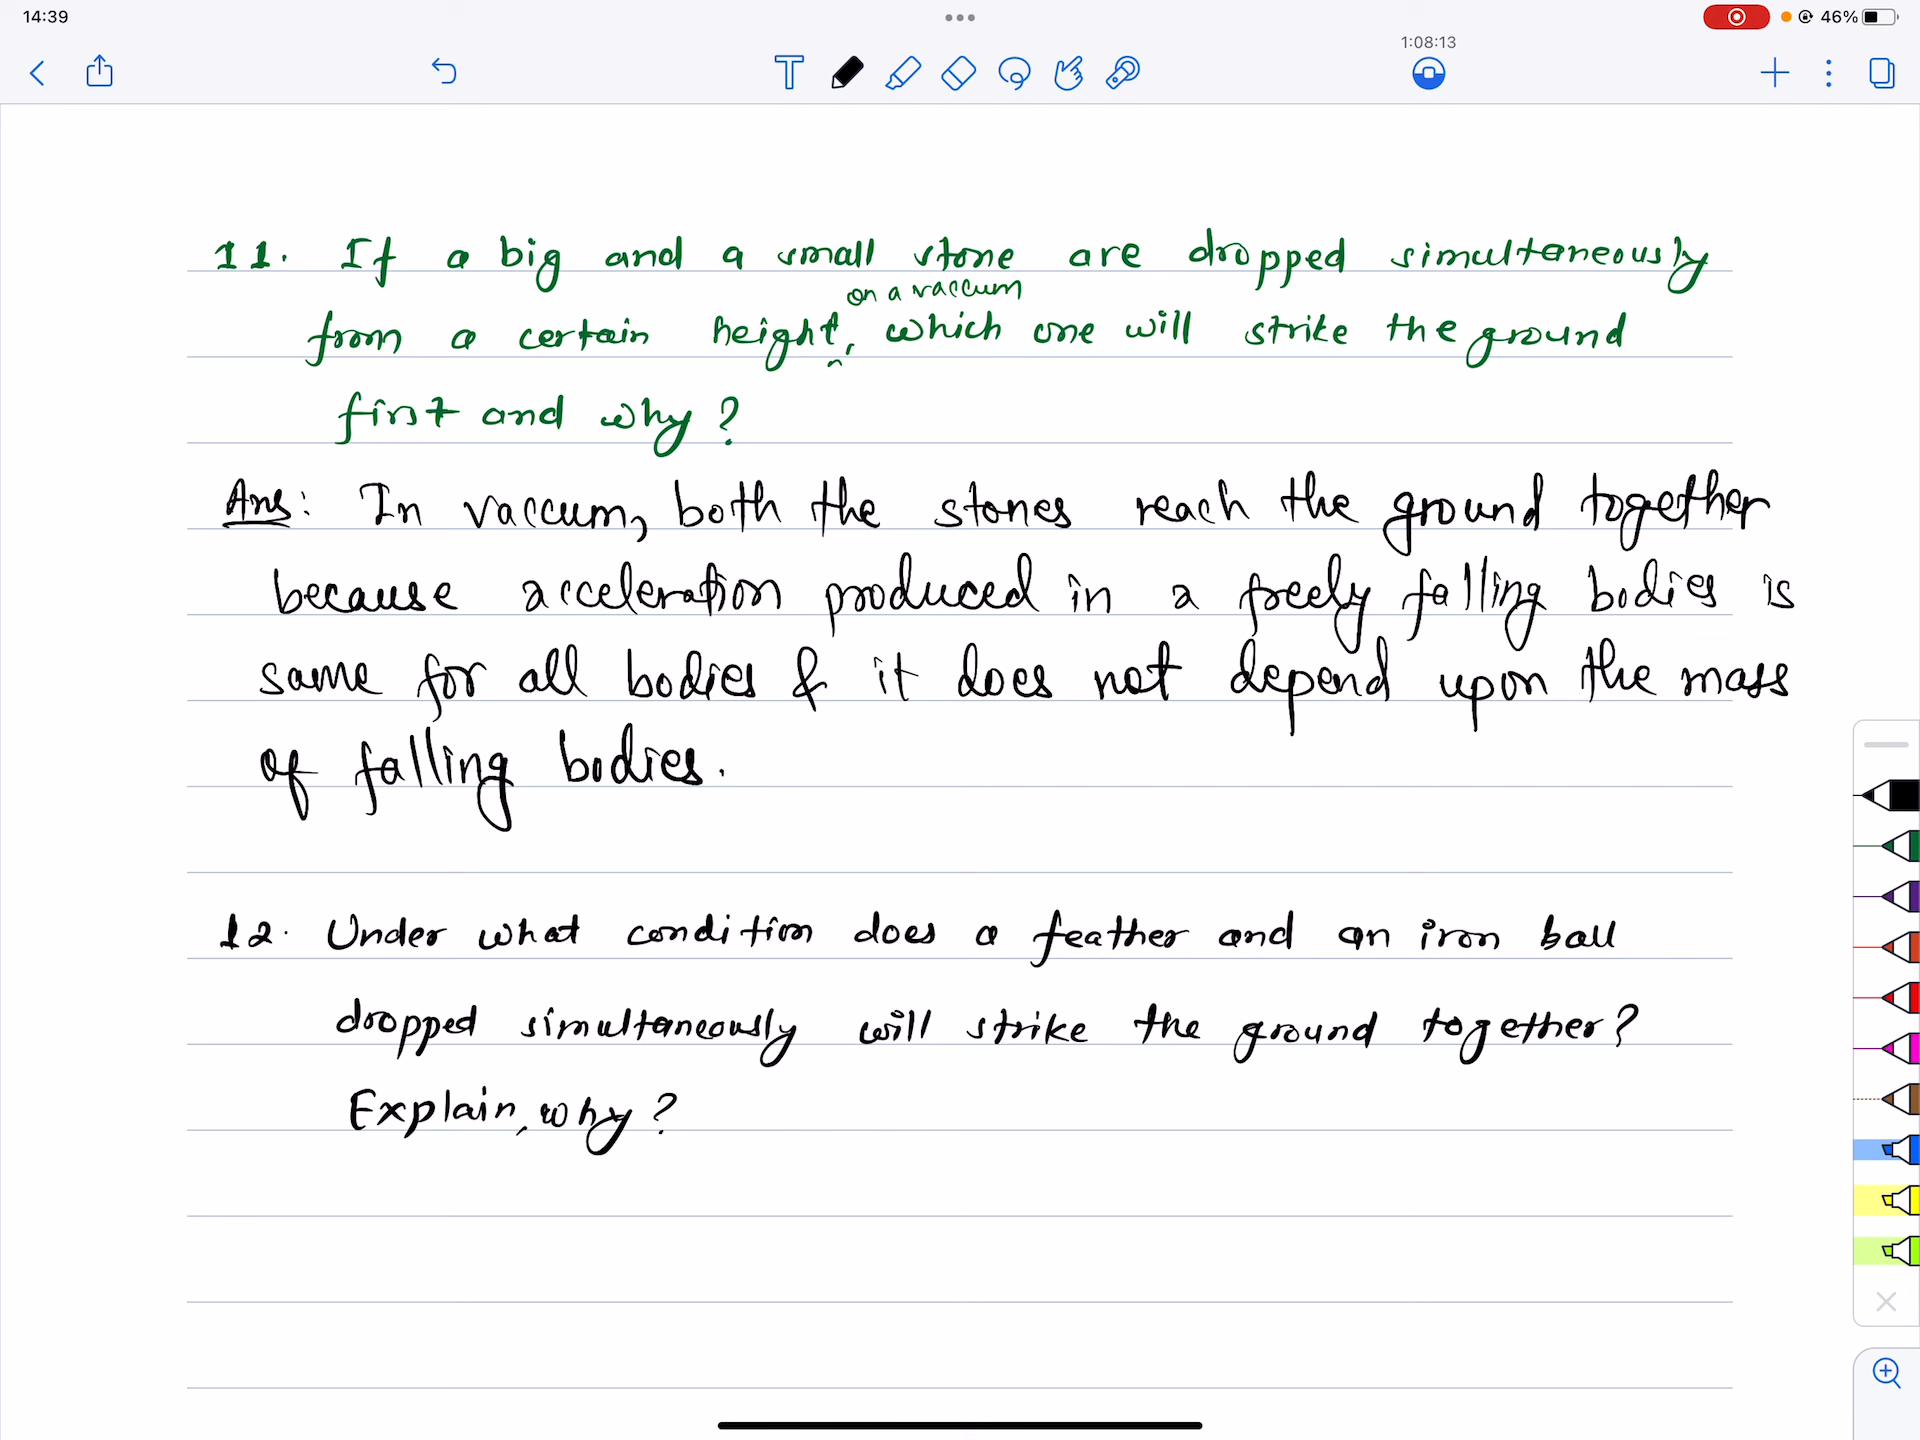 14:39
46%
1:08:13
11. If a big and a small stone are dropped simultaneously
on a vaccum
from a certain height, which one will strike the ground
first and why?
Ans: In vaccum, both the stones reach the ground together
because acceleration produced in a freely falling bodies is
same for all bodies & it does not depend upon the mass
of falling bodies.
12. Under what condition does a feather and an iron ball
dropped simultaneously will strike the ground together?
Explain, why?